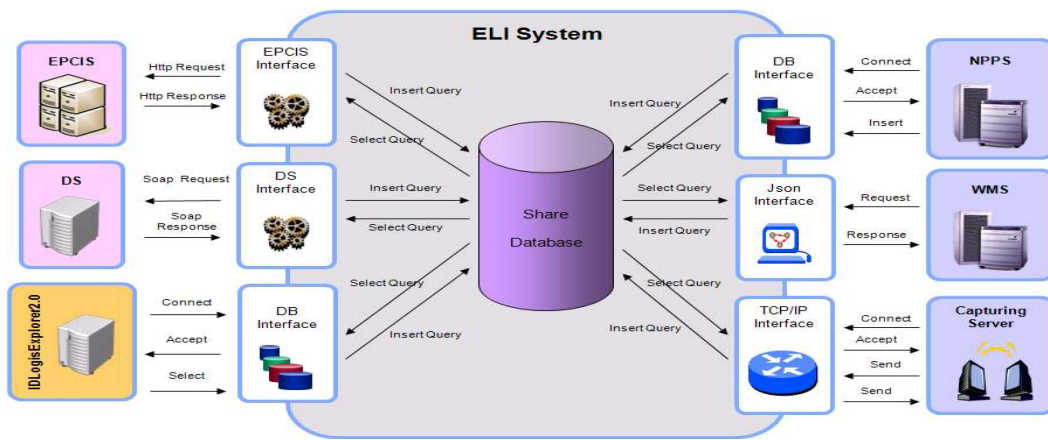 ELI System
EPCIS
Http Request
Http Response
EPCIS
Interface
Insert Query
Select Query
DS
Soap Request
Soap
Response
DS
Interface
Insert Query
Select Query
IDLogisExplorer2.0
Connect
Accept
Select
DB
Interface
Select Query
Insert Query
Share
Database
Insert Query
Select Query
DB
Interface
Connect
Accept
Insert
NPPS
Select Query
Insert Query
Json
Interface
Request
Response
WMS
Select Query
Insert Query
TCP/IP
Interface
Connect
Accept
Send
Send
Capturing
Server